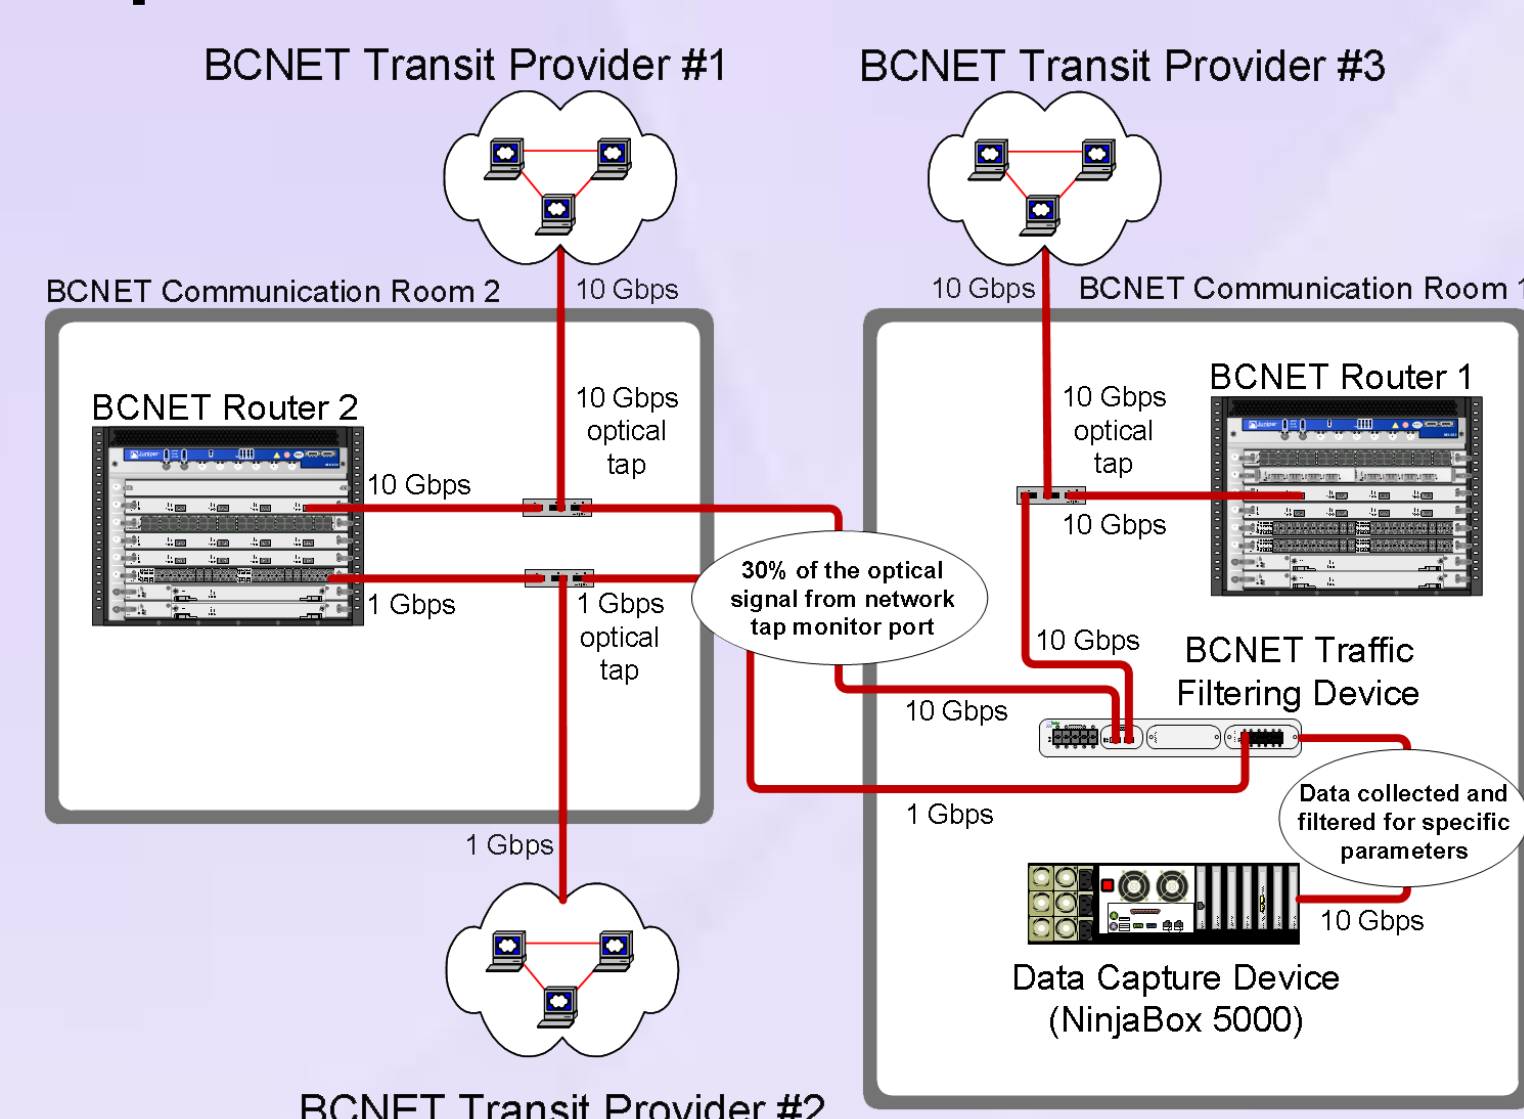 BCNET Transit Provider #1
BCNET Transit Provider #3
BCNET Communication Room 2
10 Gbps
10 Gbps
BCNET Communication Room 1
BCNET Router 2
10 Gbps
optical
tap
10 Gbps
optical
tap
BCNET Router 1
Juniper
Juniper
10 Gbps
10 Gbps
1 Gbps
1 Gbps
optical
tap
30% of the optical
signal from network
tap monitor port
10 Gbps
BCNET Traffic
Filtering Device
10 Gbps
1 Gbps
Data collected and
filtered for specific
parameters
1 Gbps
10 Gbps
Data Capture Device
(NinjaBox 5000)
BCNET Transit Provider #2